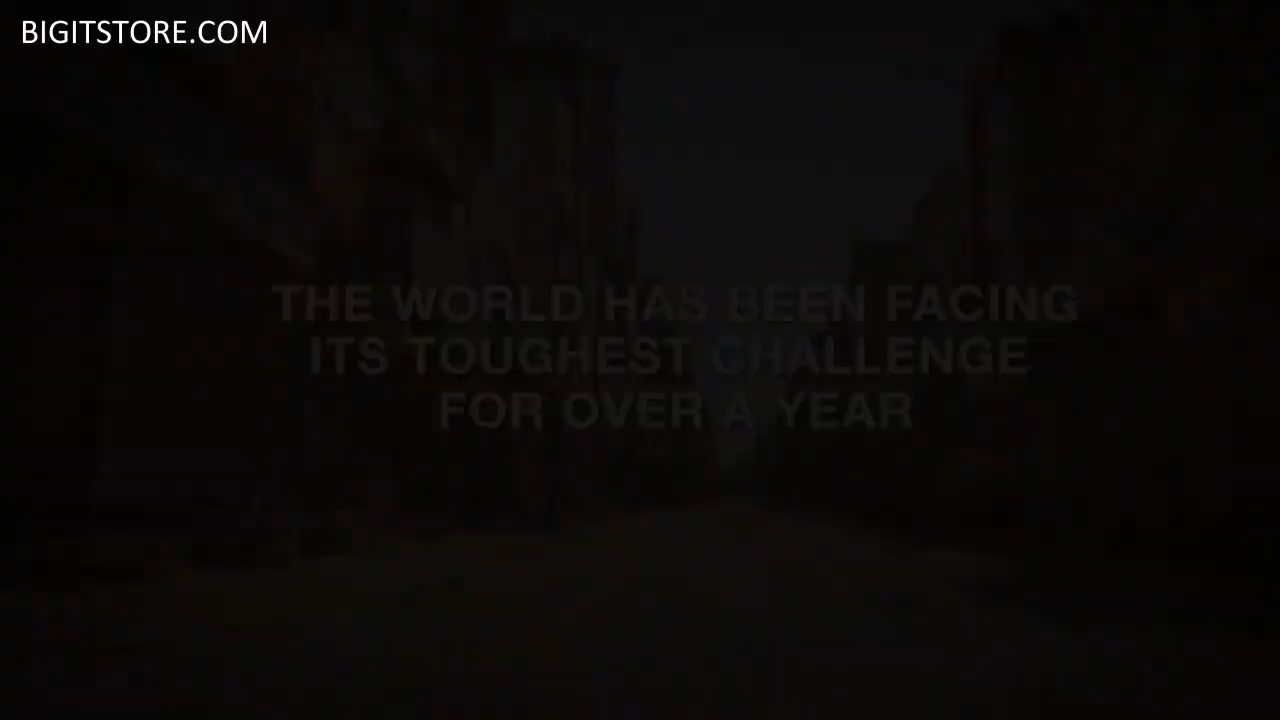 BIGITSTORE.COM
THE WORLD HAS BEEN FACING
ITS TOUGHEST CHALLENGE
FOR OVER A YEAR